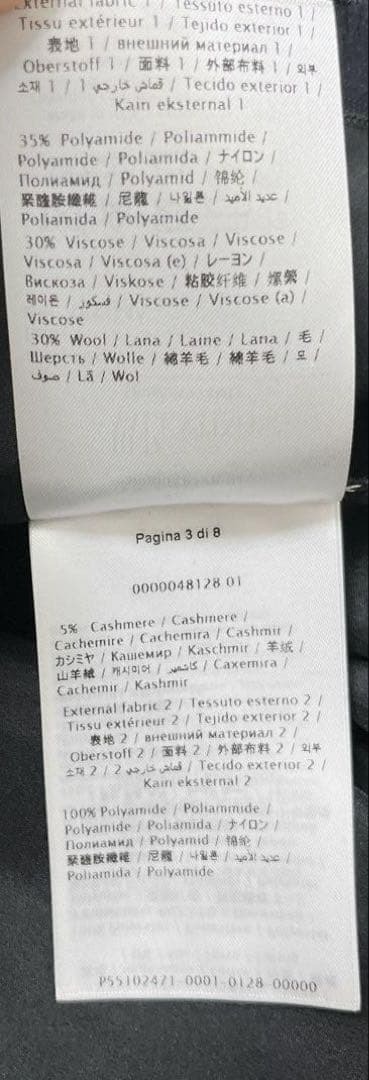 External fabric 1 / Tessuto esterno 1 /
Tissu extérieur 1 / Tejido exterior 1 /
表地 1 / внешний материал 1 /
Oberstoff 1 / 面料 1 / 外部布料 1 / 외부
소재 1 / قماش خارجي 1 / Tecido exterior 1 /
Kain eksternal 1
35% Polyamide / Poliammide /
Polyamide / Poliamida / ナイロン /
Полиамид / Polyamid / 锦纶 /
聚醯胺纖維 / 尼龍 / 나일론 / عديد الأميد /
Poliamida / Polyamide
30% Viscose / Viscosa / Viscose /
Viscosa / Viscosa (e) / レーヨン /
Вискоза / Viskose / 粘胶纤维 / 嫘縈 /
레이온 / فسكوز / Viscose / Viscose (a) /
Viscose
30% Wool / Lana / Laine / Lana / 毛 /
Шерсть / Wolle / 綿羊毛 / 綿羊毛 / 모 /
صوف / Lã / Wol
Pagina 3 di 8
0000048128 01
5% Cashmere / Cashmere /
Cachemire / Cachemira / Cashmir /
カシミヤ / Кашемир / Kaschmir / 羊绒 /
山羊絨 / 캐시미어 / كاشمير / Caxemira /
Cachemir / Kashmir
External fabric 2 / Tessuto esterno 2 /
Tissu extérieur 2 / Tejido exterior 2 /
表地 2 / внешний материал 2 /
Oberstoff 2 / 面料 2 / 外部布料 2 / 외부
소재 2 / قماش خارجي 2 / Tecido exterior 2 /
Kain eksternal 2
100% Polyamide / Poliammide /
Polyamide / Poliamida / ナイロン /
Полиамид / Polyamid / 锦纶 /
聚醯胺纖維 / 尼龍 / 나일론 / عديد الأميد /
Poliamida / Polyamide
P55102471-0001-0128-00000